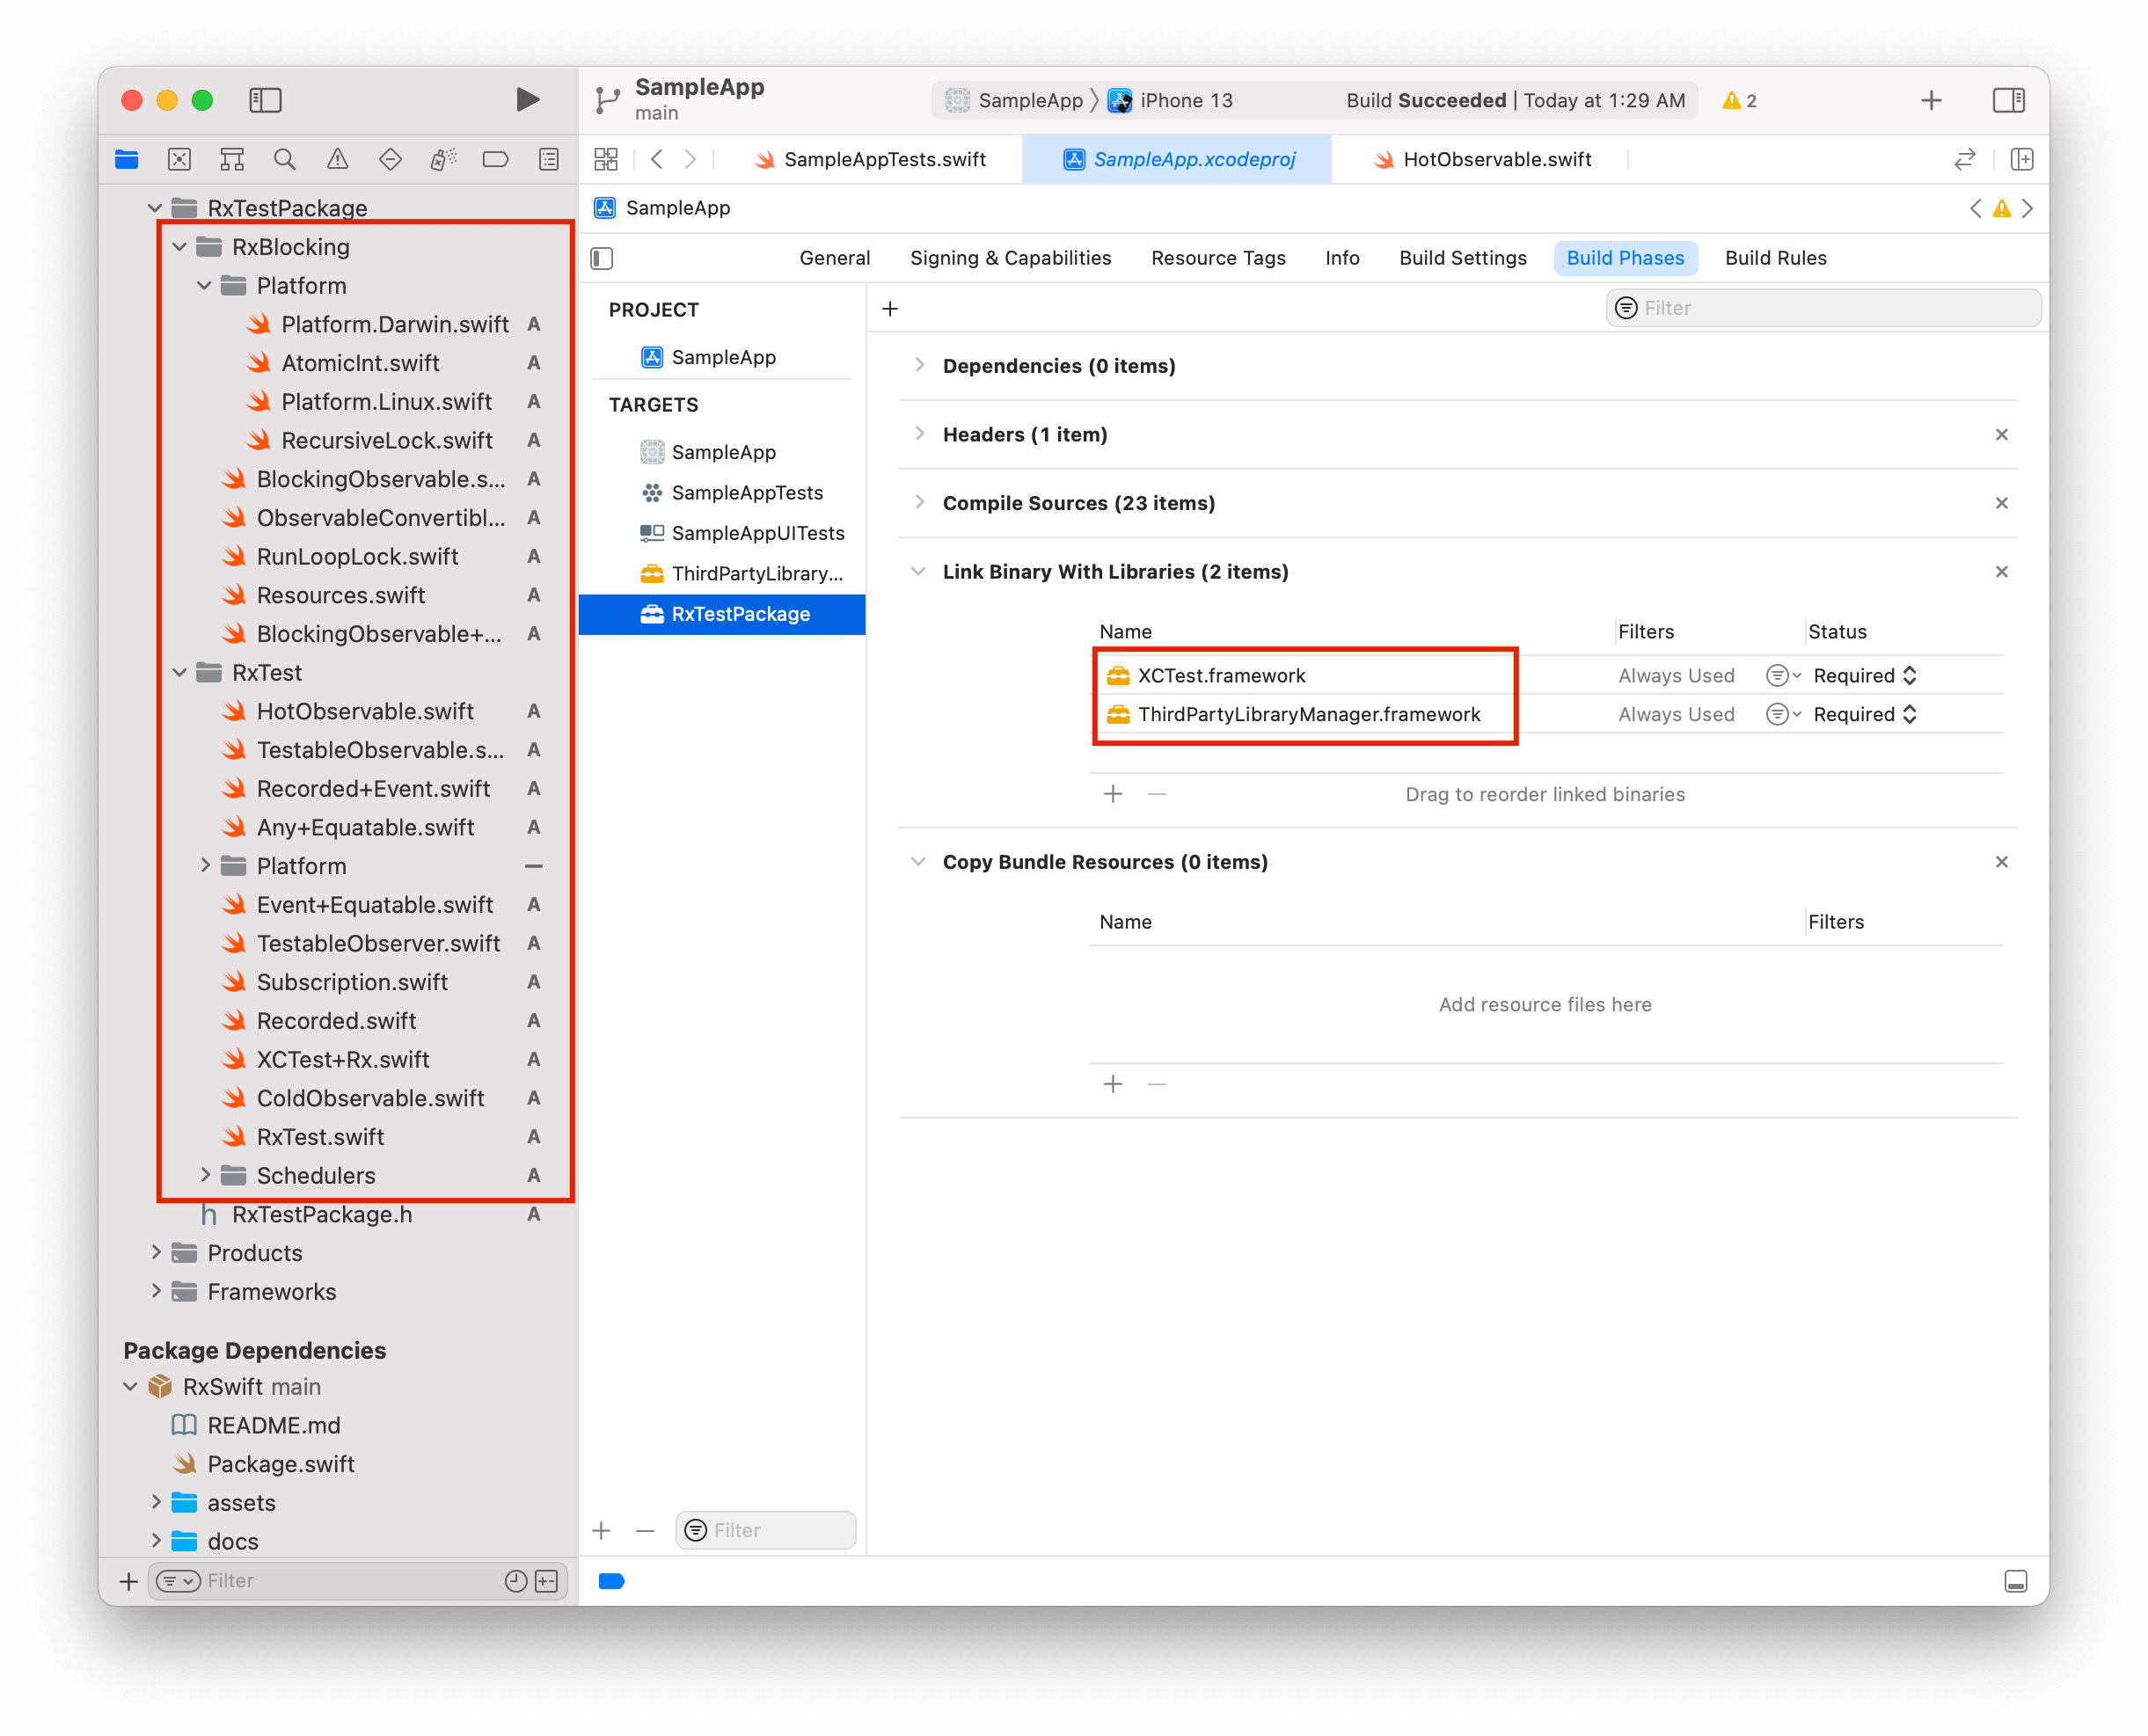 SampleApp
main
SampleApp
iPhone 13
Build Succeeded | Today at 1:29 AM
2
SampleAppTests.swift
SampleApp.xcodeproj
HotObservable.swift
RxTestPackage
RxBlocking
Platform
Platform.Darwin.swift A
AtomicInt.swift A
Platform.Linux.swift A
RecursiveLock.swift A
BlockingObservable.s... A
ObservableConvertibl... A
RunLoopLock.swift A
Resources.swift A
BlockingObservable+... A
RxTest
HotObservable.swift A
TestableObservable.s... A
Recorded+Event.swift A
Any+Equatable.swift A
Platform
Event+Equatable.swift A
TestableObserver.swift A
Subscription.swift A
Recorded.swift A
XCTest+Rx.swift A
ColdObservable.swift A
RxTest.swift A
Schedulers A
h RxTestPackage.h A
Products
Frameworks
Package Dependencies
RxSwift main
README.md
Package.swift
assets
docs
Filter
SampleApp
General
Signing & Capabilities
Resource Tags
Info
Build Settings
Build Phases
Build Rules
PROJECT
SampleApp
TARGETS
SampleApp
SampleAppTests
SampleAppUITests
ThirdPartyLibrary...
RxTestPackage
Filter
Filter
Dependencies (0 items)
Headers (1 item)
Compile Sources (23 items)
Link Binary With Libraries (2 items)
Name Filters Status
XCTest.framework Always Used Required
ThirdPartyLibraryManager.framework Always Used Required
Drag to reorder linked binaries
Copy Bundle Resources (0 items)
Name Filters
Add resource files here